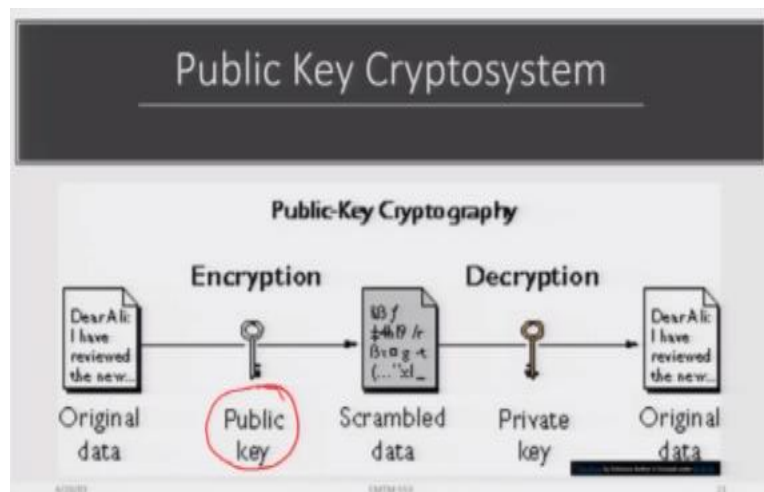 Public Key Cryptosystem
Public-Key Cryptography
Encryption
Decryption
Dear Ali:
I have
reviewed
the new...
Dear Ali:
I have
reviewed
the new...
Original
data
Public
key
Scrambled
data
Private
key
Original
data